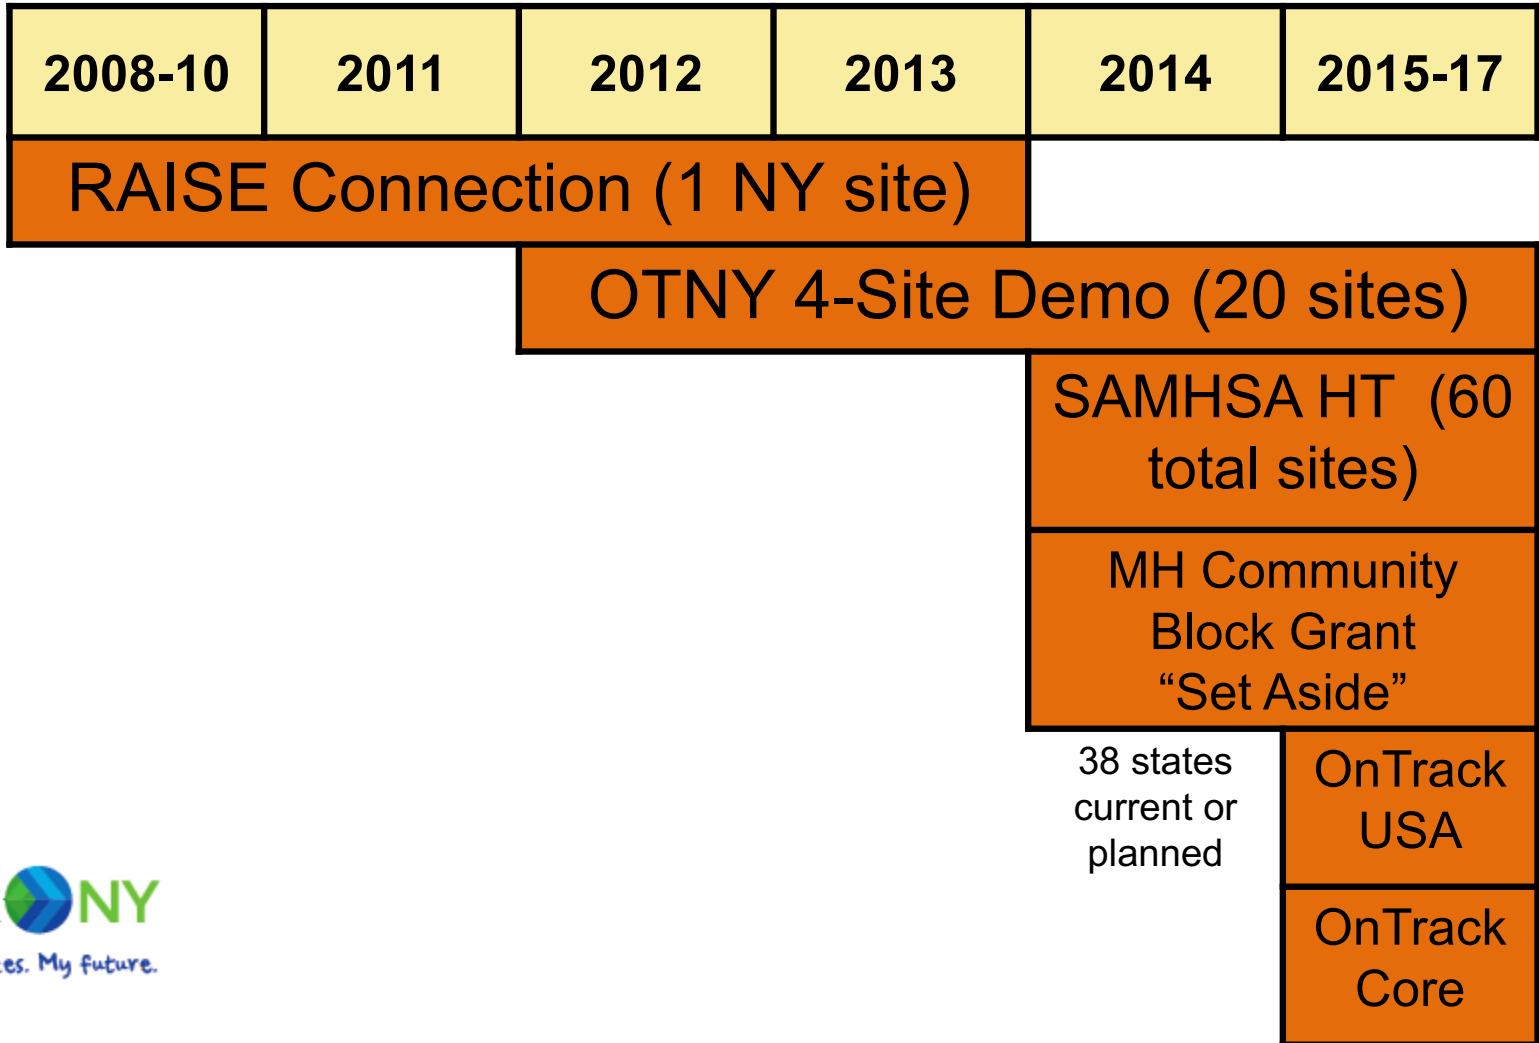 2008-10 2011 2012 2013 2014 2015-17
RAISE Connection (1 NY site)
OTNY 4-Site Demo (20 sites)
SAMHSA HT (60
total sites)
MH Community
Block Grant
“Set Aside”
38 states
current or
planned
OnTrack
USA
OnTrack
Core
NY
My future.